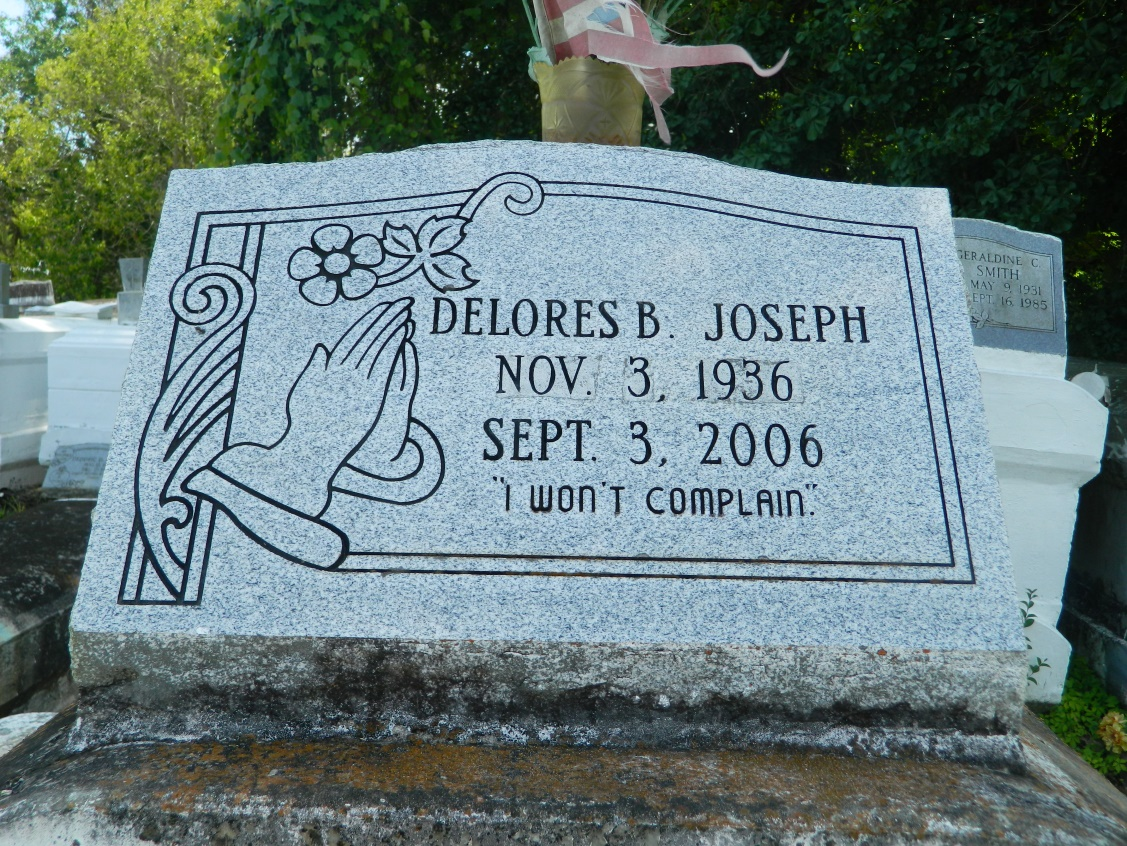 DELORES B. JOSEPH
NOV. 3, 1936
SEPT. 3, 2006
"I WON'T COMPLAIN."
GERALDINE C.
SMITH
MAY 9, 1931
SEPT. 16, 1985